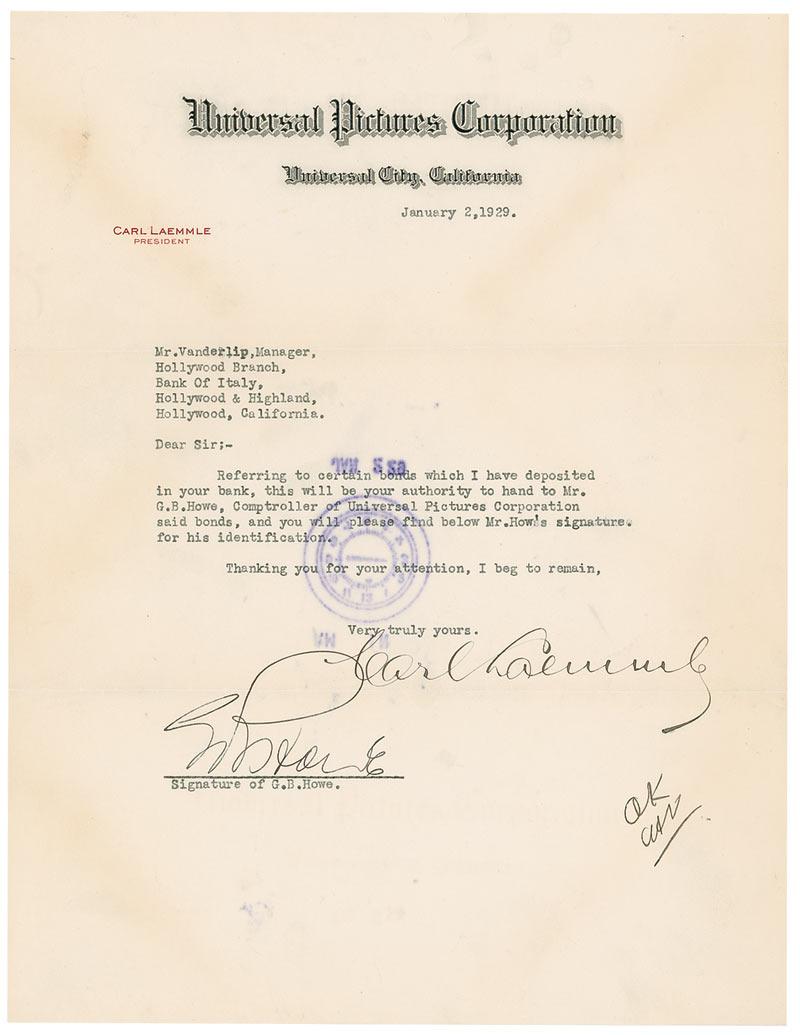 Universal Pictures Corporation
Universal City, California
January 2,1929.
CARL LAEMMLE
PRESIDENT
Mr.Vanderlip,Manager,
Hollywood Branch,
Bank Of Italy,
Hollywood & Highland,
Hollywood, California.
Dear Sir;-
Referring to certain bonds which I have deposited
in your bank, this will be your authority to hand to Mr.
G.B.Howe, Comptroller of Universal Pictures Corporation
said bonds, and you will please find below Mr.How's signature.
for his identification.
Thanking you for your attention, I beg to remain,
Very truly yours.
Carl Laemmle
G B Howe
Signature of G.B.Howe.
OK